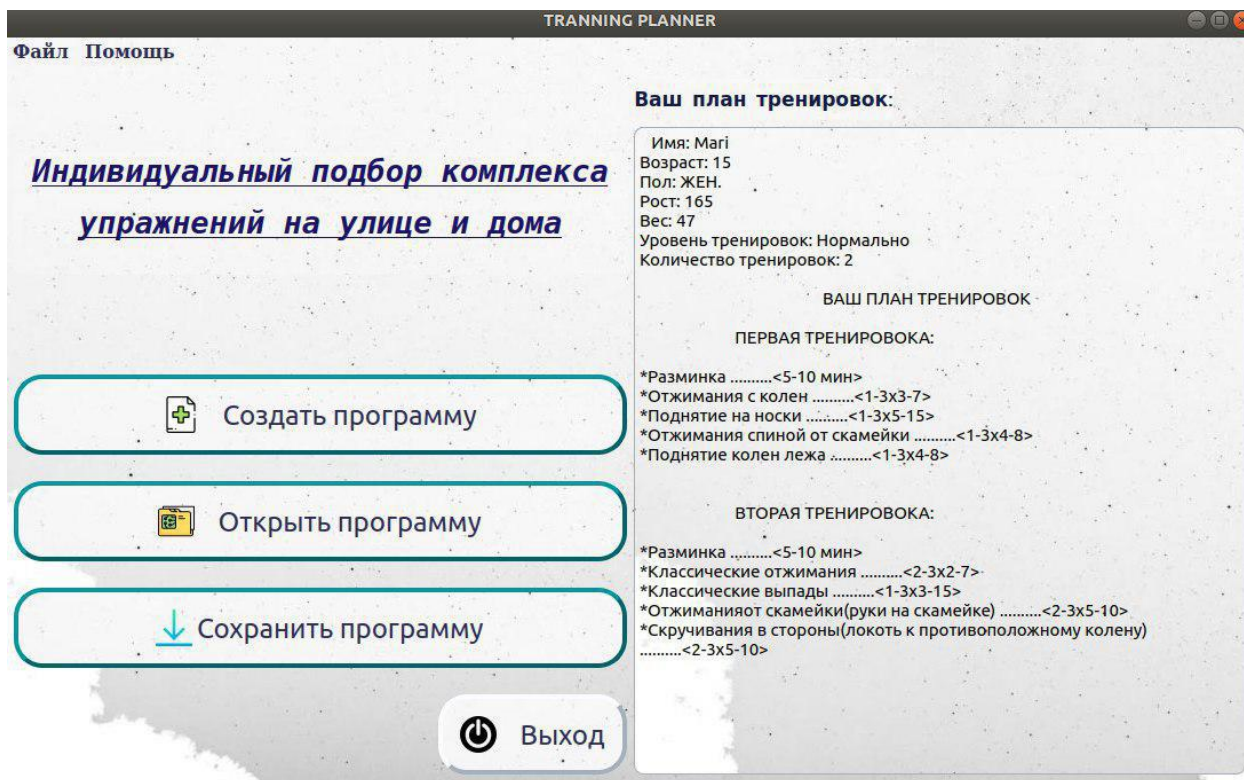 TRANNING PLANNER
Файл Помощь
Индивидуальный подбор комплекса
упражнений на улице и дома
Создать программу
Открыть программу
Сохранить программу
Выход
Ваш план тренировок:
Имя: Mari
Возраст: 15
Пол: ЖЕН.
Рост: 165
Вес: 47
Уровень тренировок: Нормально
Количество тренировок: 2
ВАШ ПЛАН ТРЕНИРОВОК
ПЕРВАЯ ТРЕНИРОВОКА:
*Разминка ..........<5-10 мин>
*Отжимания с колен ..........<1-3x3-7>
*Поднятие на носки ..........<1-3x5-15>
*Отжимания спиной от скамейки ..........<1-3x4-8>
*Поднятие колен лежа ..........<1-3x4-8>
ВТОРАЯ ТРЕНИРОВОКА:
*Разминка ..........<5-10 мин>
*Классические отжимания ..........<2-3x2-7>
*Классические выпады ..........<1-3x3-15>
*Отжиманияот скамейки(руки на скамейке) ..........<2-3x5-10>
*Скручивания в стороны(локоть к противоположному колену)
..........<2-3x5-10>